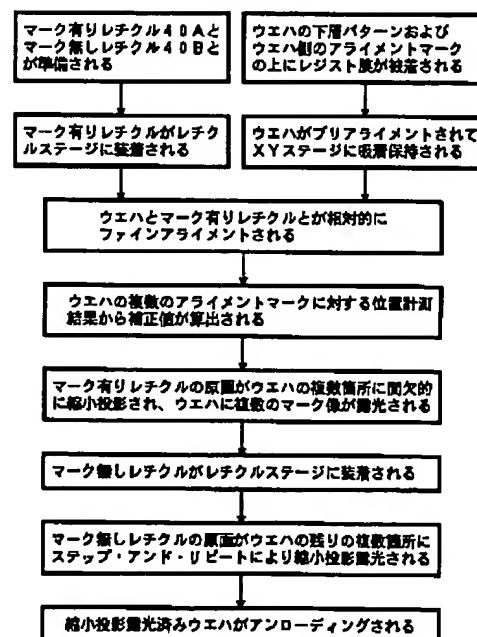 マーク有りレチクル40Aと
マーク無しレチクル40Bと
が準備される
ウエハの下層パターンおよび
ウエハ側のアライメントマーク
の上にレジスト膜が被着される
マーク有りレチクルがレチク
ルステージに装着される
ウエハがプリアライメントされて
XYステージに吸着保持される
ウエハとマーク有りレチクルとが相対的に
ファインアライメントされる
ウエハの複数のアライメントマークに対する位置計測
結果から補正値が算出される
マーク有りレチクルの原画がウエハの複数箇所に間欠的
に縮小投影され、ウエハに複数のマーク像が露光される
マーク無しレチクルがレチクルステージに装着される
マーク無しレチクルの原画がウエハの残りの複数箇所に
ステップ・アンド・リピートにより縮小投影露光される
縮小投影露光済みウエハがアンローディングされる